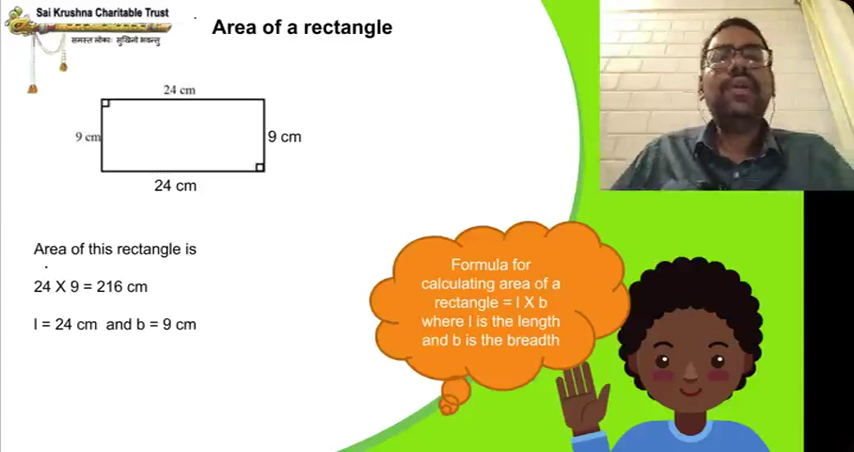 Sai Krushna Charitable Trust
समस्त लोकाः सुखिनो भवन्तु
Area of a rectangle
24 cm
9 cm
9 cm
24 cm
Area of this rectangle is
24 X 9 = 216 cm
l = 24 cm and b = 9 cm
Formula for
calculating area of a
rectangle = l X b
where l is the length
and b is the breadth